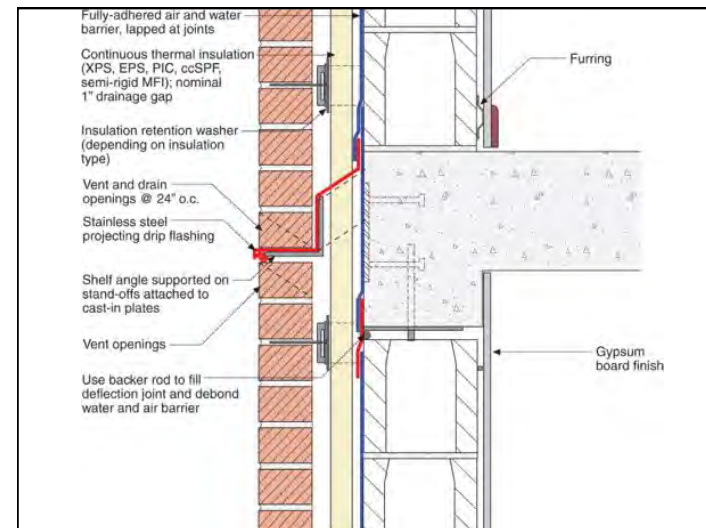 Fully-adhered air and water
barrier, lapped at joints
Continuous thermal insulation
(XPS, EPS, PIC, ccSPF,
semi-rigid MFI); nominal
1" drainage gap
Insulation retention washer
(depending on insulation
type)
Vent and drain
openings @ 24" o.c.
Stainless steel
projecting drip flashing
Shelf angle supported on
stand-offs attached to
cast-in plates
Vent openings
Use backer rod to fill
deflection joint and debond
water and air barrier
Furring
Gypsum
board finish